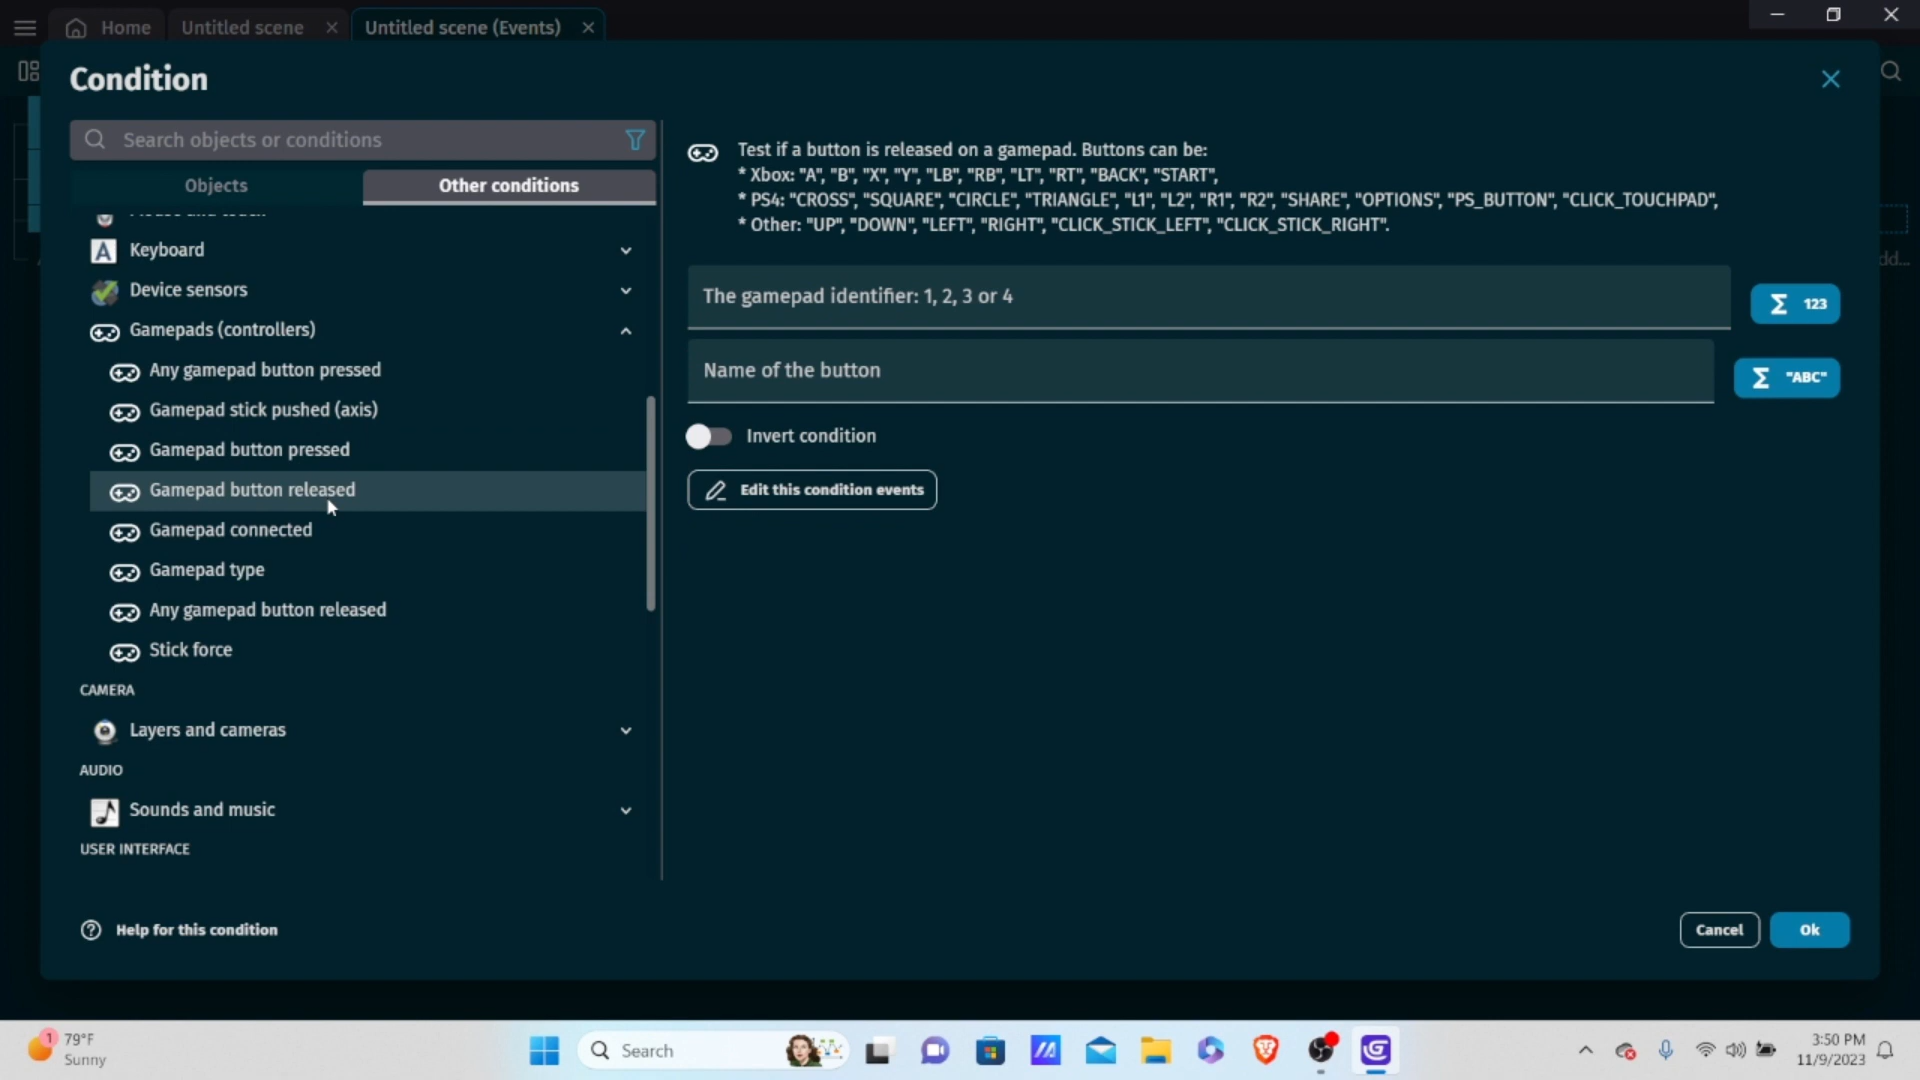 Home
Untitled scene
Untitled scene (Events)
Condition
Search objects or conditions
Objects
Other conditions
Keyboard
Device sensors
Gamepads (controllers)
Any gamepad button pressed
Gamepad stick pushed (axis)
Gamepad button pressed
Gamepad button released
Gamepad connected
Gamepad type
Any gamepad button released
Stick force
CAMERA
Layers and cameras
AUDIO
Sounds and music
USER INTERFACE
Test if a button is released on a gamepad. Buttons can be:
* Xbox: "A", "B", "X", "Y", "LB", "RB", "LT", "RT", "BACK", "START",
* PS4: "CROSS", "SQUARE", "CIRCLE", "TRIANGLE", "L1", "L2", "R1", "R2", "SHARE", "OPTIONS", "PS_BUTTON", "CLICK_TOUCHPAD",
* Other: "UP", "DOWN", "LEFT", "RIGHT", "CLICK_STICK_LEFT", "CLICK_STICK_RIGHT".
The gamepad identifier: 1, 2, 3 or 4
Σ 123
Name of the button
Σ "ABC"
Invert condition
Edit this condition events
Help for this condition
Cancel
Ok
1
79°F
Sunny
Search
3:50 PM
11/9/2023